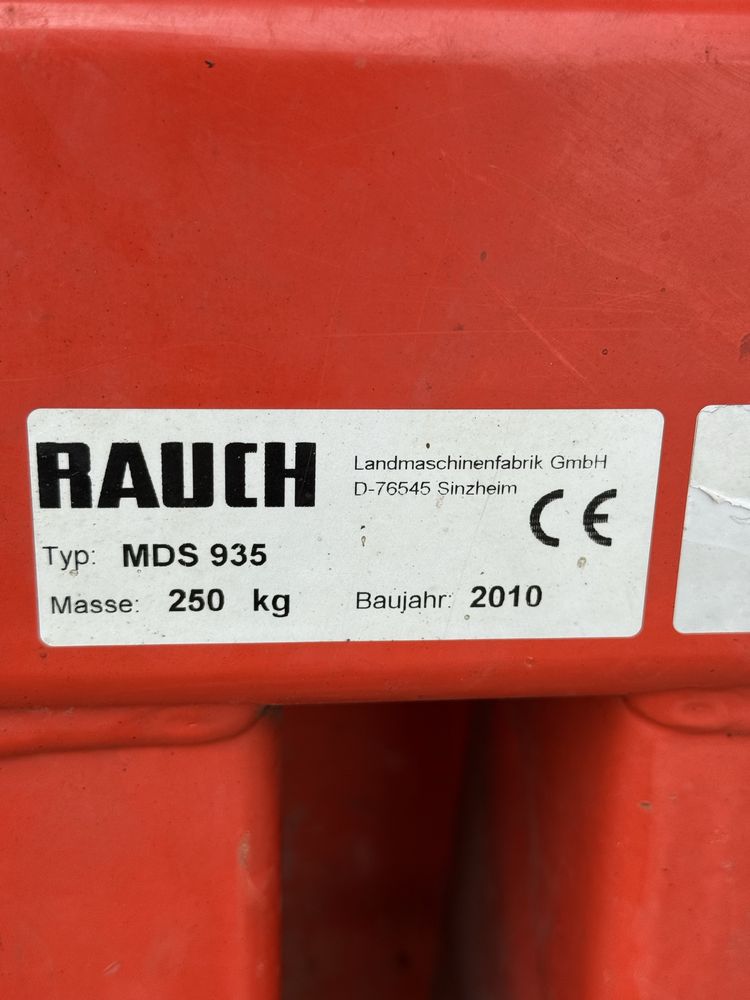 RAUCH
Landmaschinenfabrik GmbH
D-76545 Sinzheim
CE
Typ: MDS 935
Masse: 250 kg
Baujahr: 2010